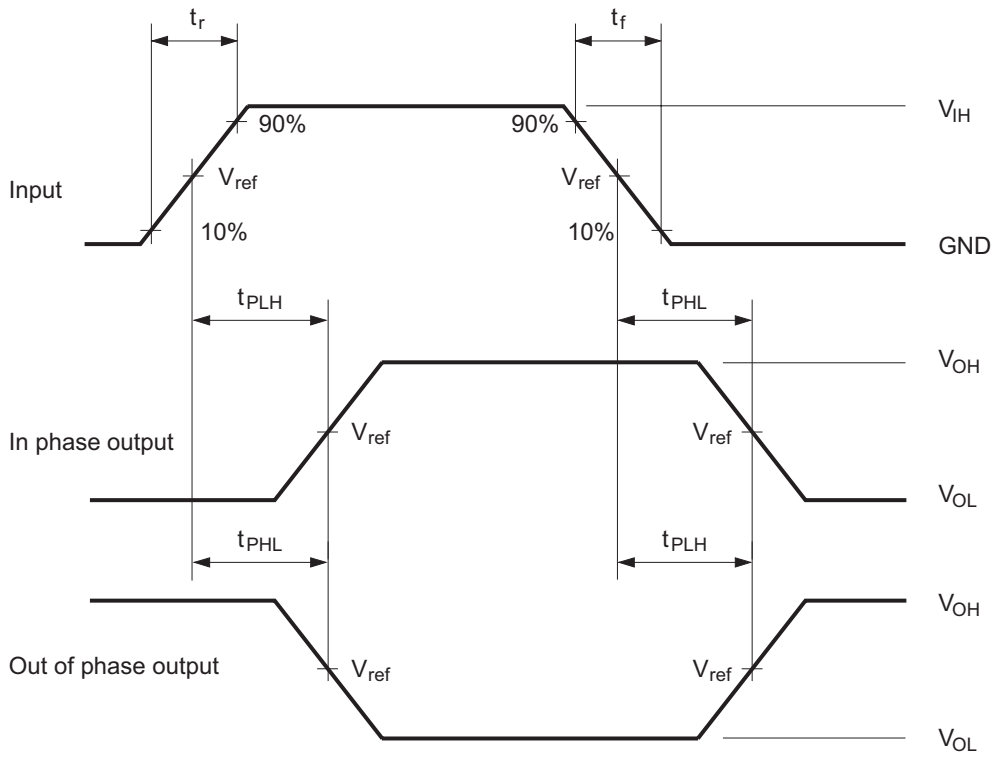 tr
tf
VIH
90%
90%
Input
Vref
Vref
10%
10%
GND
tPLH
tPHL
VOH
In phase output
Vref
Vref
VOL
tPHL
tPLH
VOH
Out of phase output
Vref
Vref
VOL